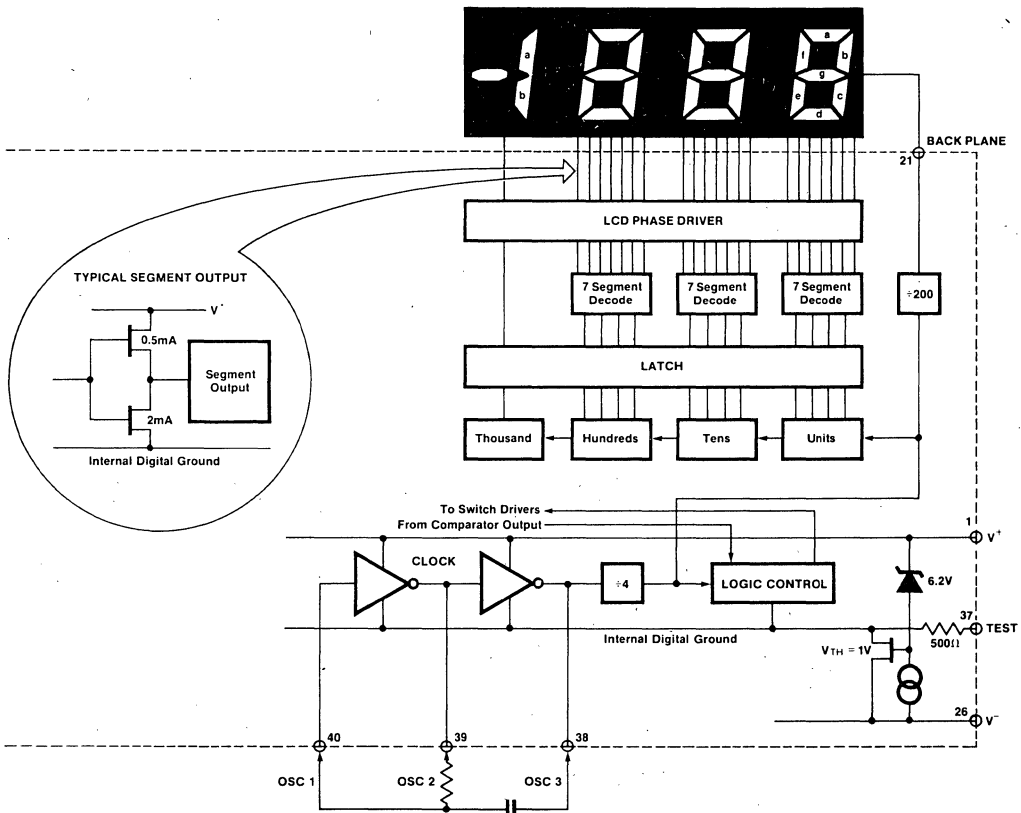 a
b
a
f
b
g
e
c
d
BACK PLANE
21
LCD PHASE DRIVER
TYPICAL SEGMENT OUTPUT
V+
0.5mA
Segment
Output
2mA
Internal Digital Ground
7 Segment
Decode
7 Segment
Decode
7 Segment
Decode
÷200
LATCH
Thousand
Hundreds
Tens
Units
To Switch Drivers
From Comparator Output
1
V+
CLOCK
÷4
LOGIC CONTROL
6.2V
37
TEST
Internal Digital Ground
500Ω
VTH = 1V
26
V−
40
39
38
OSC 1
OSC 2
OSC 3